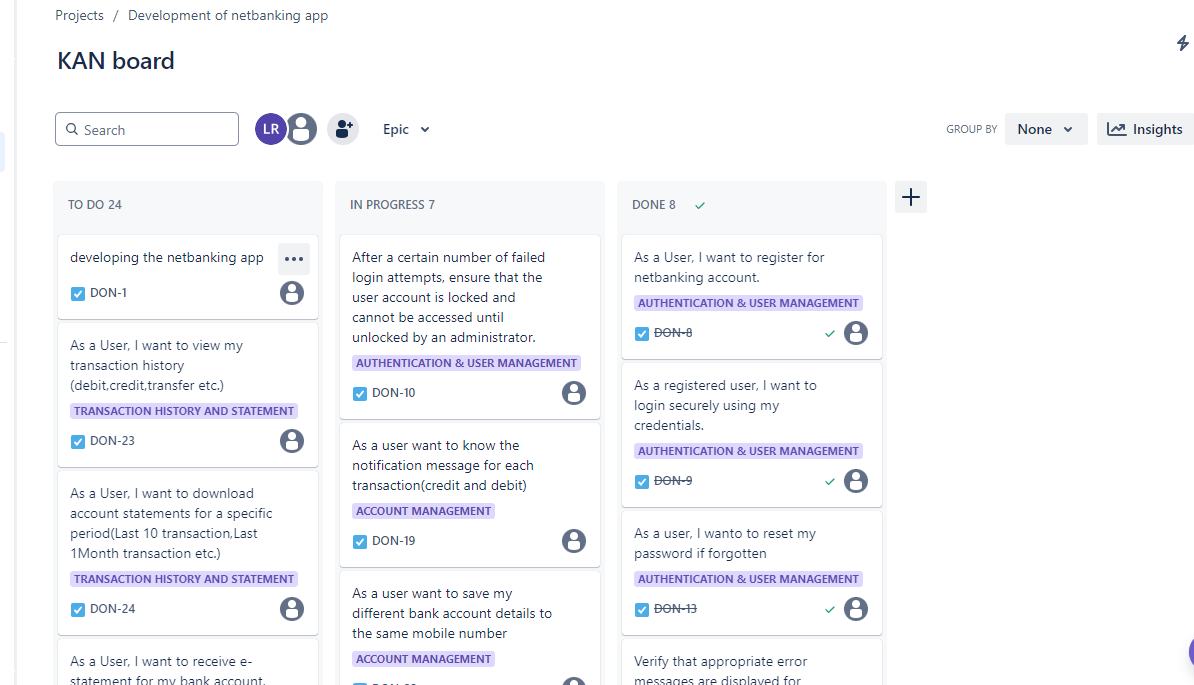 Projects / Development of netbanking app
KAN board
Search
LR
Epic
GROUP BY
None
Insights
TO DO 24
developing the netbanking app
DON-1
As a User, I want to view my
transaction history
(debit,credit,transfer etc.)
TRANSACTION HISTORY AND STATEMENT
DON-23
As a User, I want to download
account statements for a specific
period(Last 10 transaction,Last
1Month transaction etc.)
TRANSACTION HISTORY AND STATEMENT
DON-24
As a User, I want to receive e-
statement for my bank account.
IN PROGRESS 7
After a certain number of failed
login attempts, ensure that the
user account is locked and
cannot be accessed until
unlocked by an administrator.
AUTHENTICATION & USER MANAGEMENT
DON-10
As a user want to know the
notification message for each
transaction(credit and debit)
ACCOUNT MANAGEMENT
DON-19
As a user want to save my
different bank account details to
the same mobile number
ACCOUNT MANAGEMENT
DONE 8
As a User, I want to register for
netbanking account.
AUTHENTICATION & USER MANAGEMENT
DON-8
As a registered user, I want to
login securely using my
credentials.
AUTHENTICATION & USER MANAGEMENT
DON-9
As a user, I wanto to reset my
password if forgotten
AUTHENTICATION & USER MANAGEMENT
DON-13
Verify that appropriate error
messages are displayed for